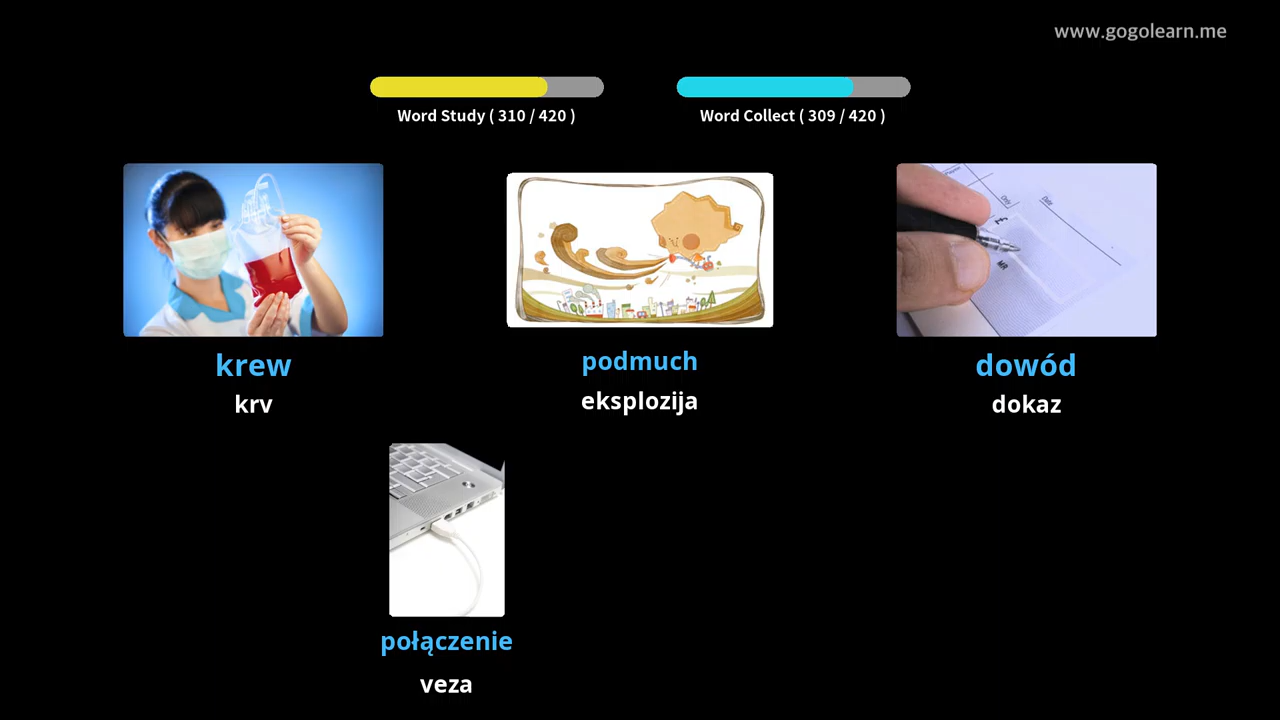 www.gogolearn.me
Word Study ( 310 / 420 )
Word Collect ( 309 / 420 )
krew
krv
podmuch
eksplozija
dowód
dokaz
połączenie
veza